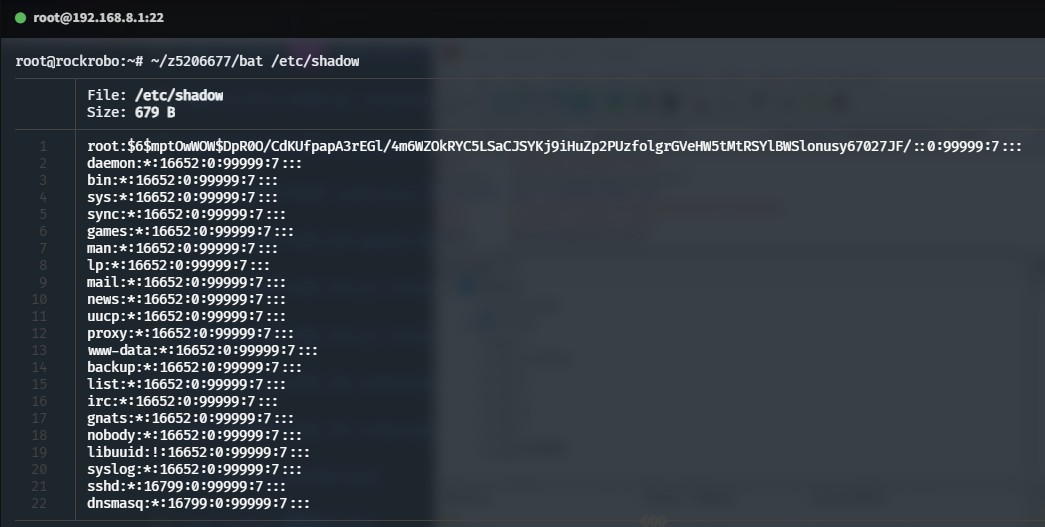 root@192.168.8.1:22
root@rockrobo:~# ~/z5206677/bat /etc/shadow
File: /etc/shadow
Size: 679 B
1 root:$6$mptOwWOW$DpR0O/CdKUfpapA3rEGl/4m6WZOkRYC5LSaCJSYKj9iHuZp2PUzfolgrGVeHW5tMtRSYlBWSlonusy67027JF/::0:99999:7:::
2 daemon:*:16652:0:99999:7:::
3 bin:*:16652:0:99999:7:::
4 sys:*:16652:0:99999:7:::
5 sync:*:16652:0:99999:7:::
6 games:*:16652:0:99999:7:::
7 man:*:16652:0:99999:7:::
8 lp:*:16652:0:99999:7:::
9 mail:*:16652:0:99999:7:::
10 news:*:16652:0:99999:7:::
11 uucp:*:16652:0:99999:7:::
12 proxy:*:16652:0:99999:7:::
13 www-data:*:16652:0:99999:7:::
14 backup:*:16652:0:99999:7:::
15 list:*:16652:0:99999:7:::
16 irc:*:16652:0:99999:7:::
17 gnats:*:16652:0:99999:7:::
18 nobody:*:16652:0:99999:7:::
19 libuuid:!:16652:0:99999:7:::
20 syslog:*:16652:0:99999:7:::
21 sshd:*:16799:0:99999:7:::
22 dnsmasq:*:16799:0:99999:7:::